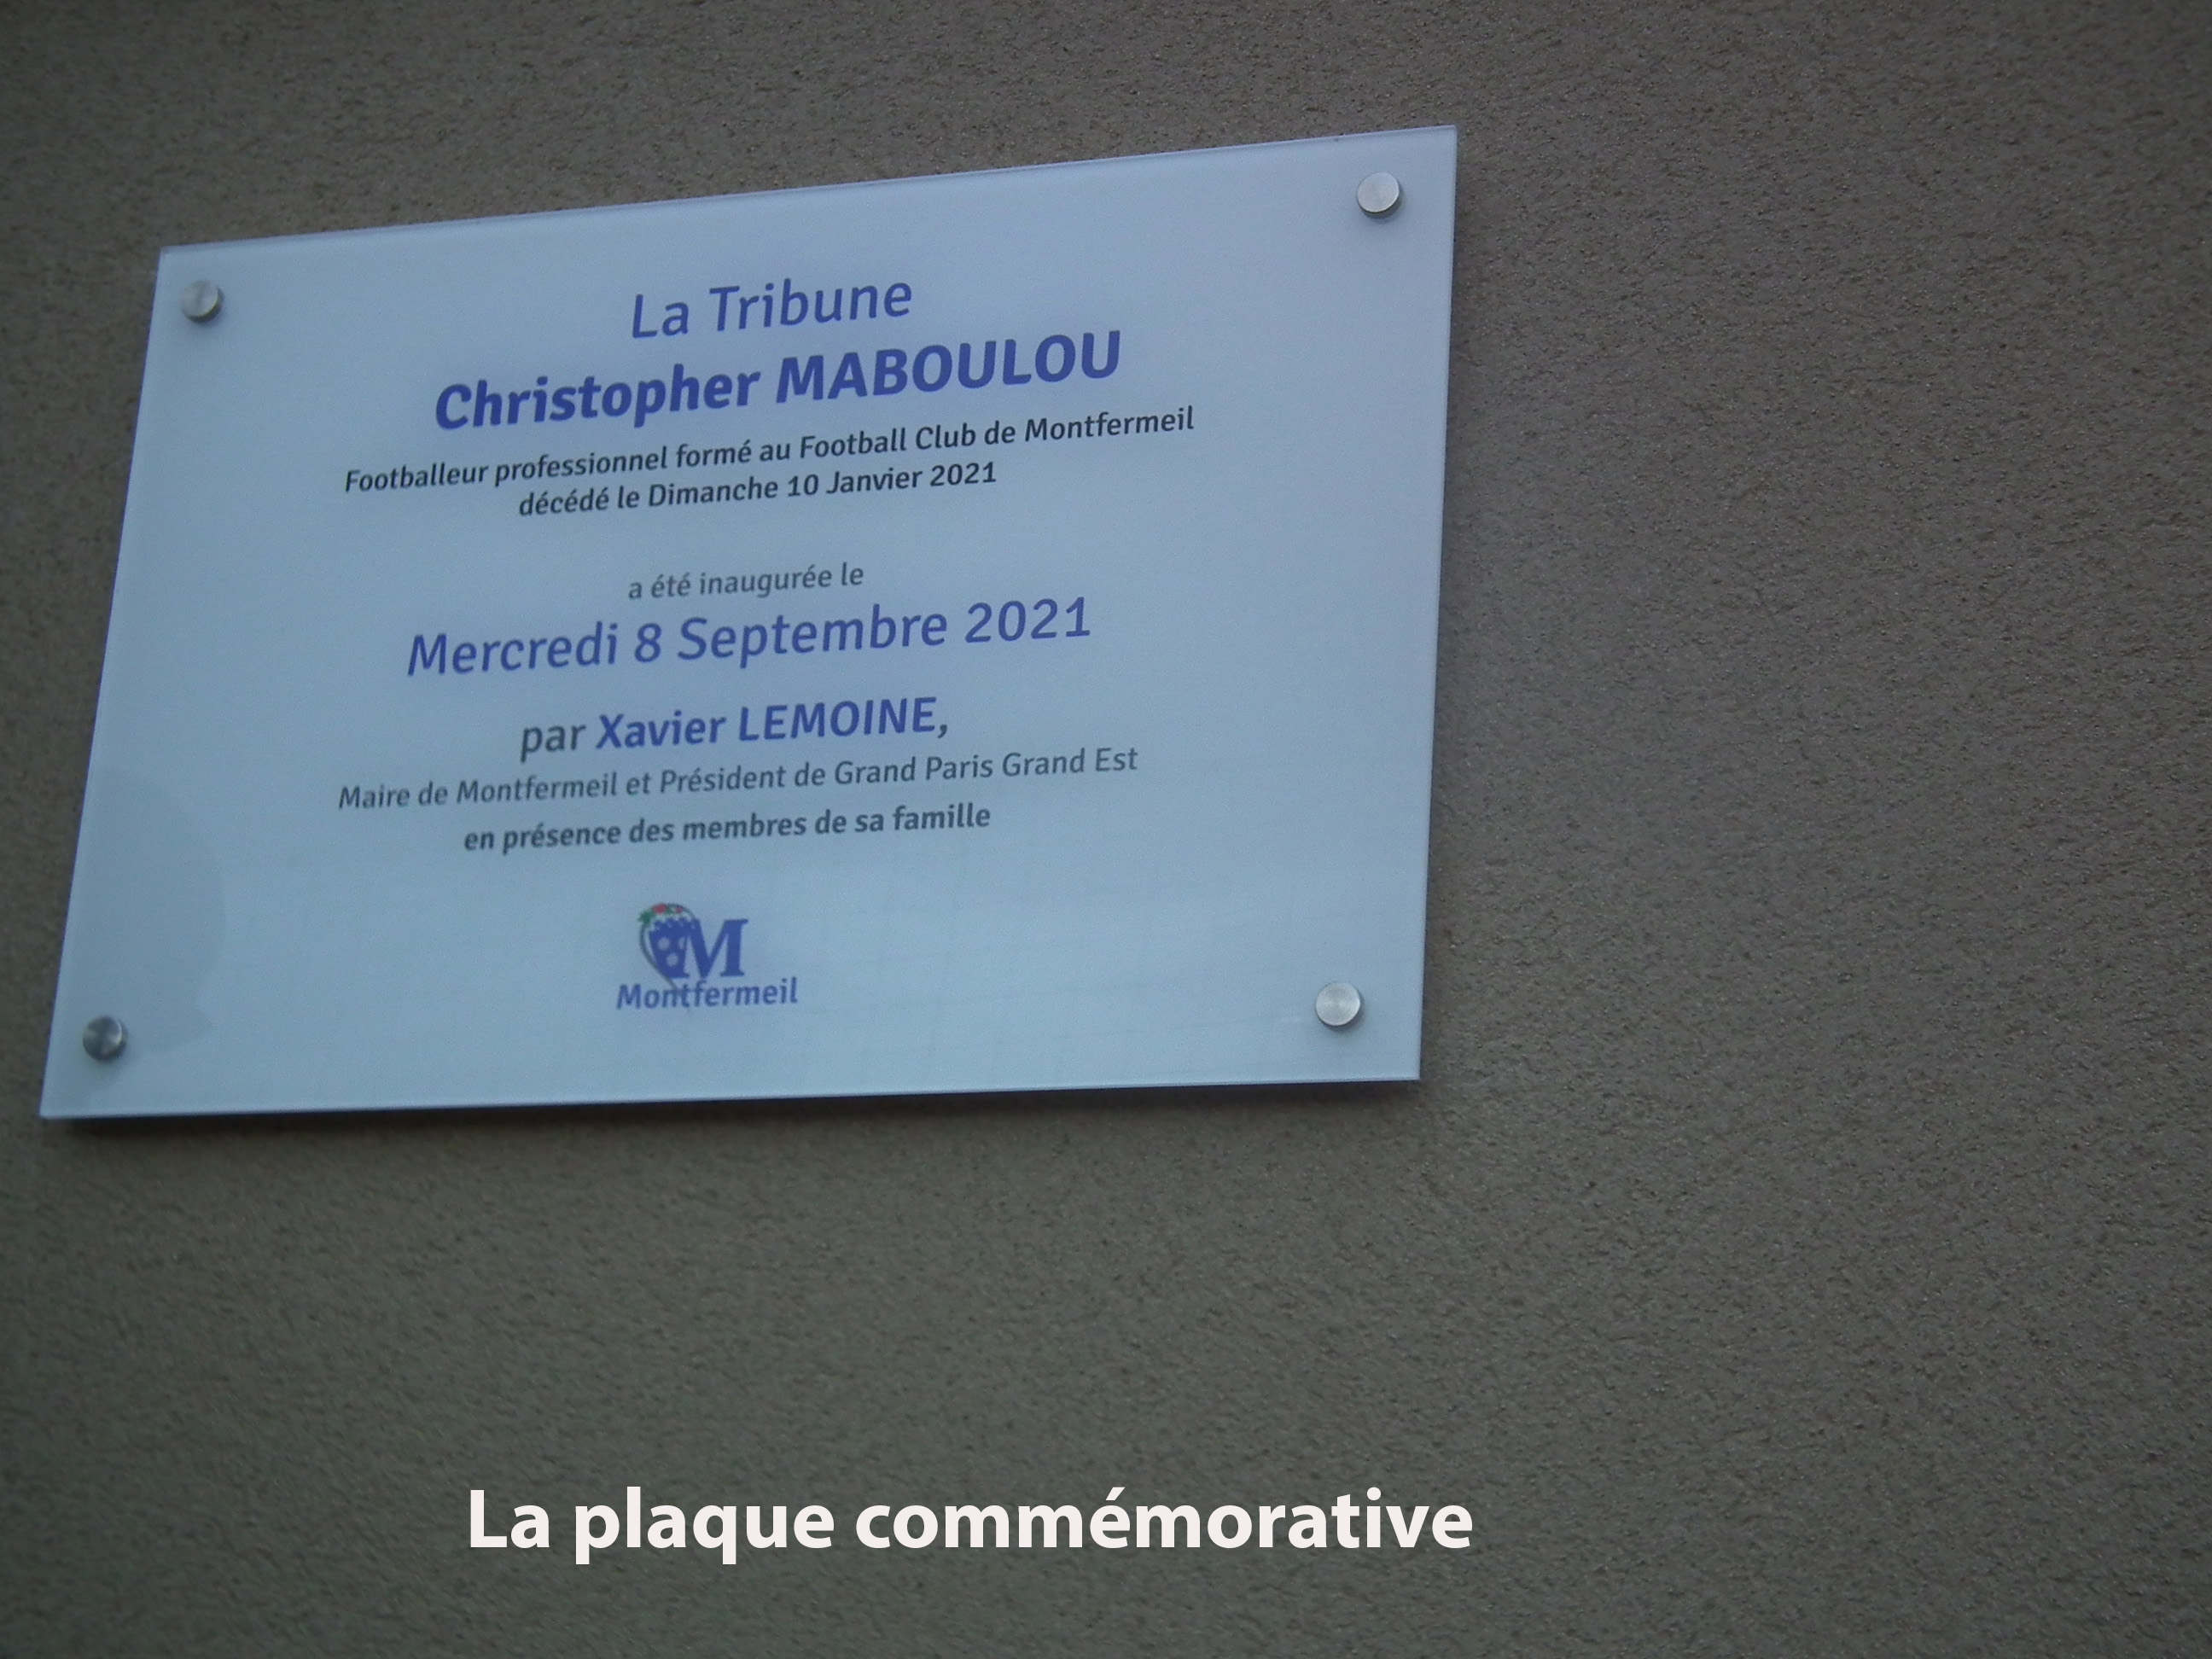 La Tribune
Christopher MABOULOU
Footballeur professionnel formé au Football Club de Montfermeil
décédé le Dimanche 10 Janvier 2021
a été inaugurée le
Mercredi 8 Septembre 2021
par Xavier LEMOINE,
Maire de Montfermeil et Président de Grand Paris Grand Est
en présence des membres de sa famille
M
Montfermeil
La plaque commémorative